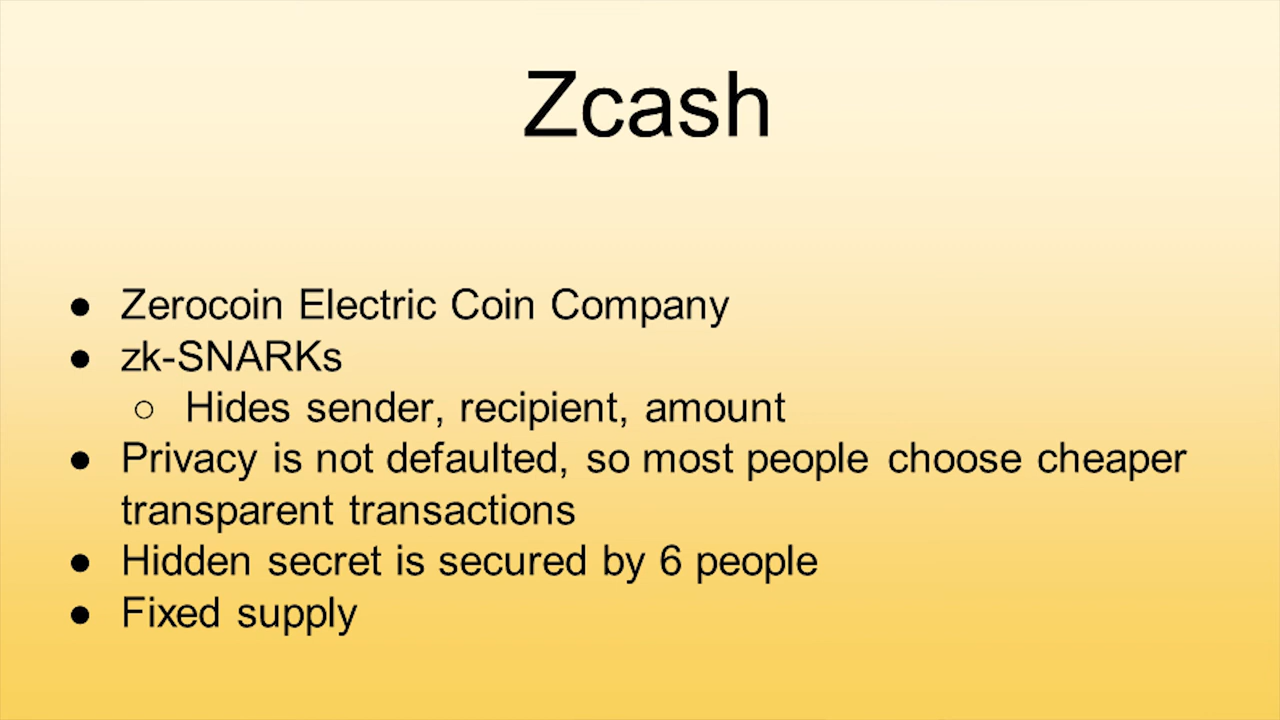 Zcash
● Zerocoin Electric Coin Company
● zk-SNARKs
○ Hides sender, recipient, amount
● Privacy is not defaulted, so most people choose cheaper
transparent transactions
● Hidden secret is secured by 6 people
● Fixed supply